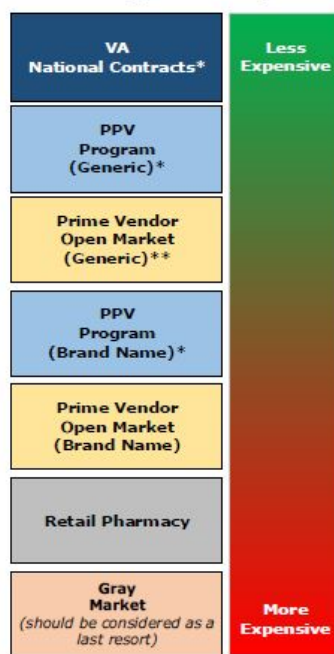 VA
National Contracts*
Less
Expensive
PPV
Program
(Generic)*
Prime Vendor
Open Market
(Generic)**
PPV
Program
(Brand Name)*
Prime Vendor
Open Market
(Brand Name)
Retail Pharmacy
Gray
Market
(should be considered as a
last resort)
More
Expensive